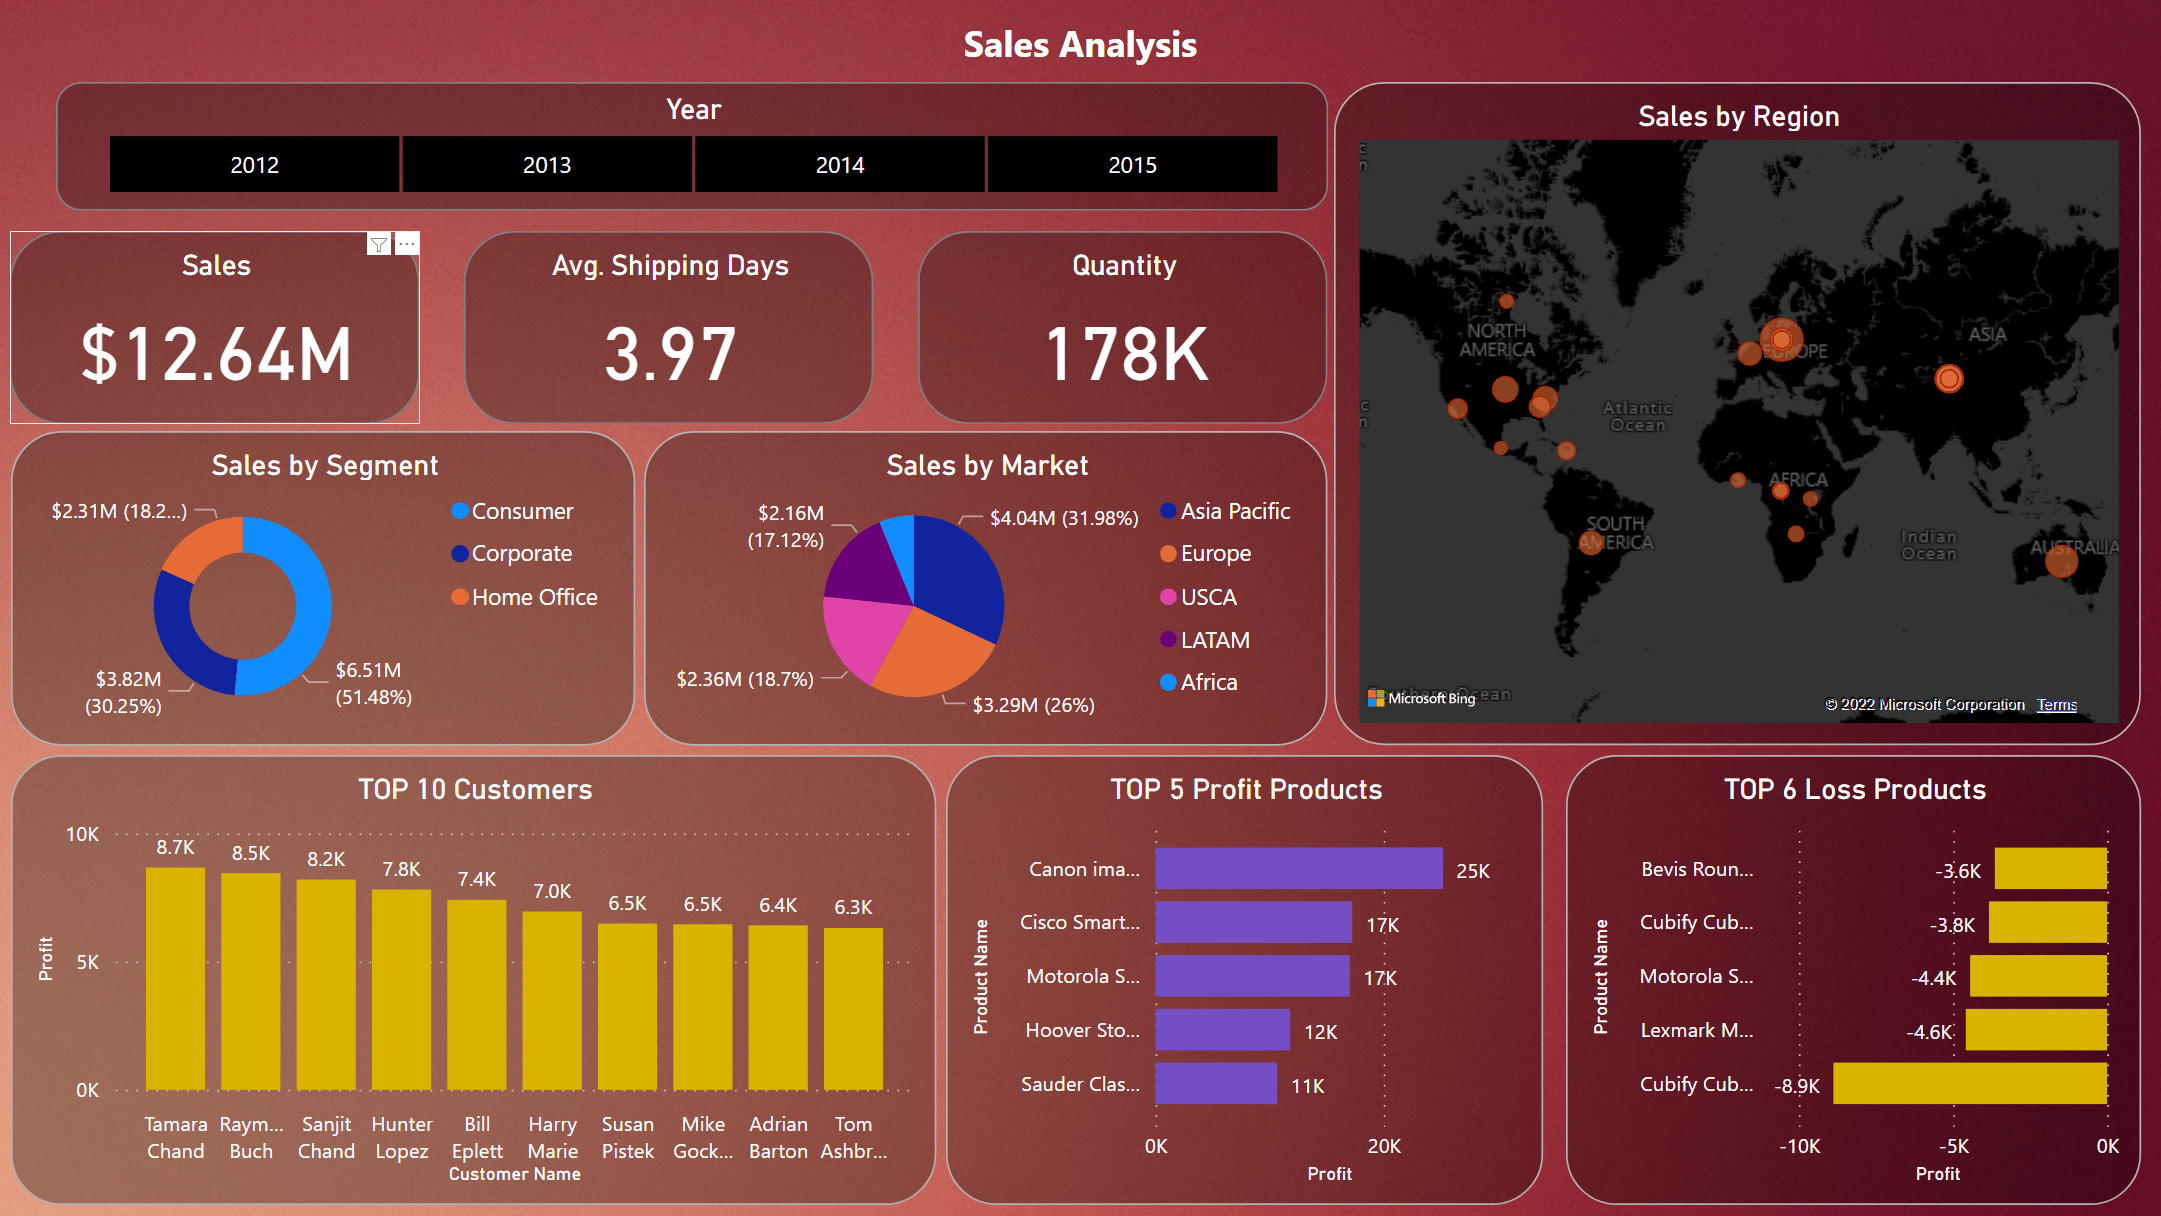 Sales Analysis
Year
2012
2013
2014
2015
Sales
$12.64M
Avg. Shipping Days
3.97
Quantity
178K
Sales by Segment
$2.31M (18.2...)
$3.82M
(30.25%)
$6.51M
(51.48%)
Consumer
Corporate
Home Office
Sales by Market
$2.16M
(17.12%)
$4.04M (31.98%)
$2.36M (18.7%)
$3.29M (26%)
Asia Pacific
Europe
USCA
LATAM
Africa
Sales by Region
NORTH
AMERICA
EUROPE
ASIA
Atlantic
Ocean
AFRICA
SOUTH
AMERICA
Indian
Ocean
AUSTRALIA
Southern Ocean
Microsoft Bing
© 2022 Microsoft Corporation Terms
TOP 10 Customers
Profit
10K
5K
0K
8.7K
8.5K
8.2K
7.8K
7.4K
7.0K
6.5K
6.5K
6.4K
6.3K
Tamara
Chand
Raym...
Buch
Sanjit
Chand
Hunter
Lopez
Bill
Eplett
Harry
Marie
Susan
Pistek
Mike
Gock...
Adrian
Barton
Tom
Ashbr...
Customer Name
TOP 5 Profit Products
Product Name
Canon ima...
25K
Cisco Smart...
17K
Motorola S...
17K
Hoover Sto...
12K
Sauder Clas...
11K
0K
20K
Profit
TOP 6 Loss Products
Product Name
Bevis Roun...
-3.6K
Cubify Cub...
-3.8K
Motorola S...
-4.4K
Lexmark M...
-4.6K
Cubify Cub...
-8.9K
-10K
-5K
0K
Profit